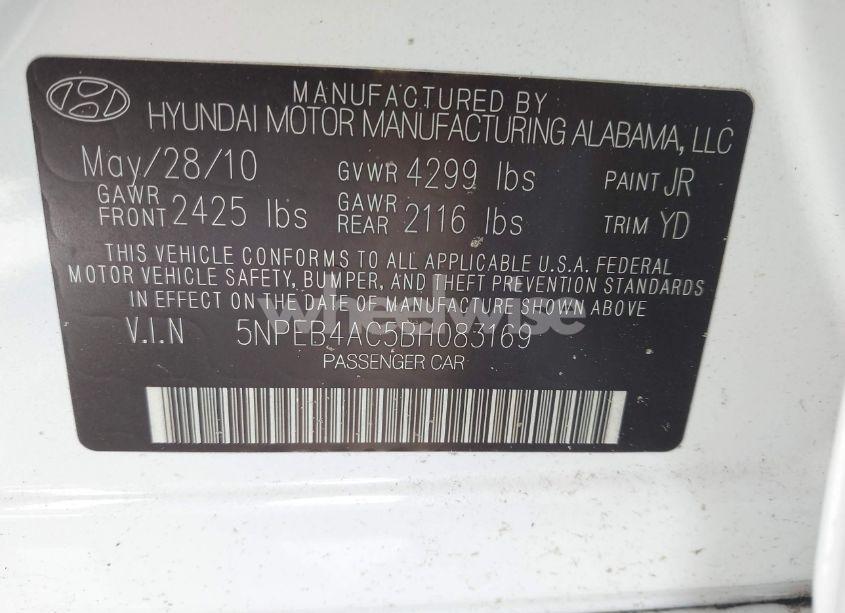 MANUFACTURED BY
HYUNDAI MOTOR MANUFACTURING ALABAMA, LLC
May/28/10 GVWR 4299 lbs PAINT JR
GAWR FRONT 2425 lbs GAWR REAR 2116 lbs TRIM YD
THIS VEHICLE CONFORMS TO ALL APPLICABLE U.S.A. FEDERAL
MOTOR VEHICLE SAFETY, BUMPER, AND THEFT PREVENTION STANDARDS
IN EFFECT ON THE DATE OF MANUFACTURE SHOWN ABOVE
wheelwise
V.I.N 5NPEB4AC5BH083169
PASSENGER CAR